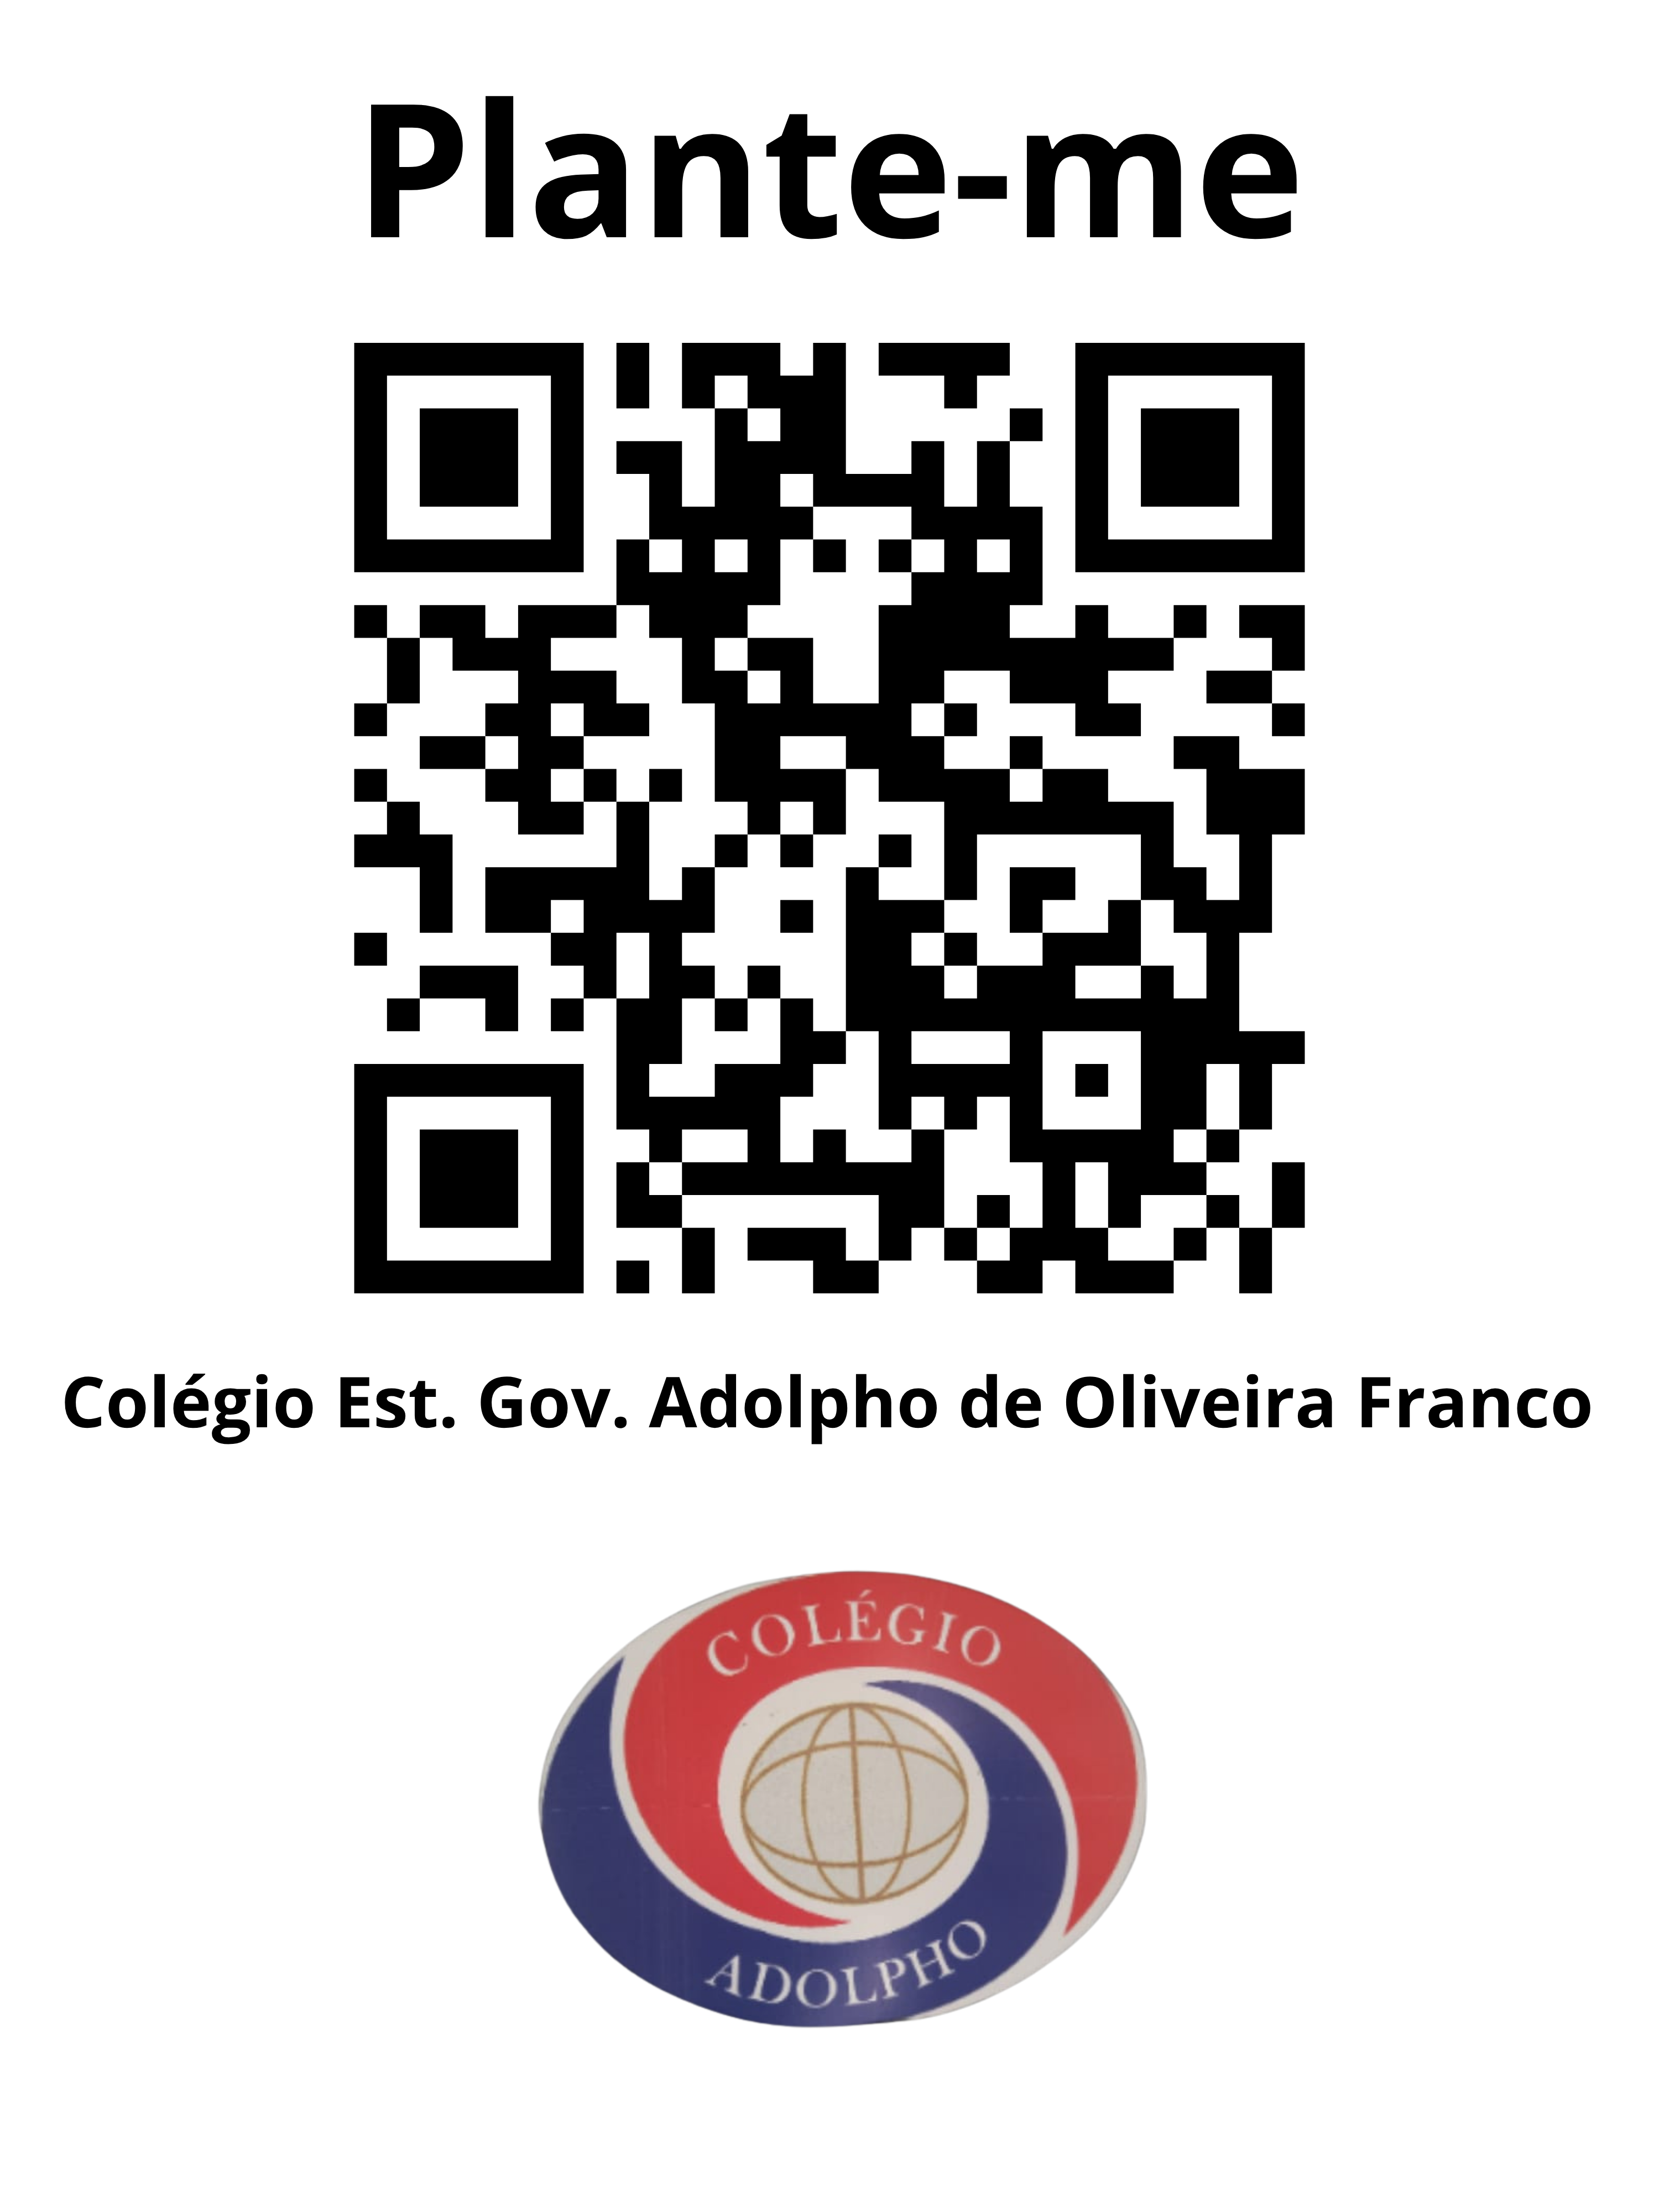 Plante-me
Colégio Est. Gov. Adolpho de Oliveira Franco
COLÉGIO
ADOLPHO